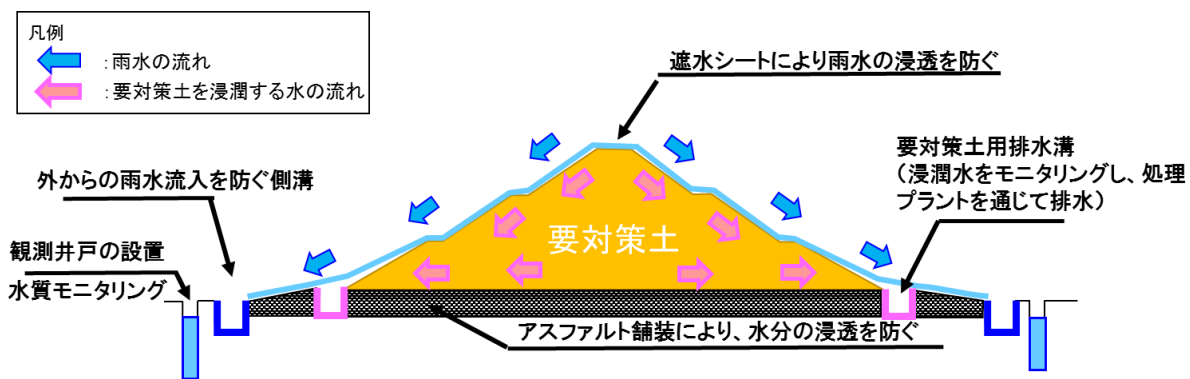 凡例
：雨水の流れ
：要対策土を浸潤する水の流れ
遮水シートにより雨水の浸透を防ぐ
要対策土用排水溝
（浸潤水をモニタリングし、処理
プラントを通じて排水）
外からの雨水流入を防ぐ側溝
観測井戸の設置
水質モニタリング
要対策土
アスファルト舗装により、水分の浸透を防ぐ